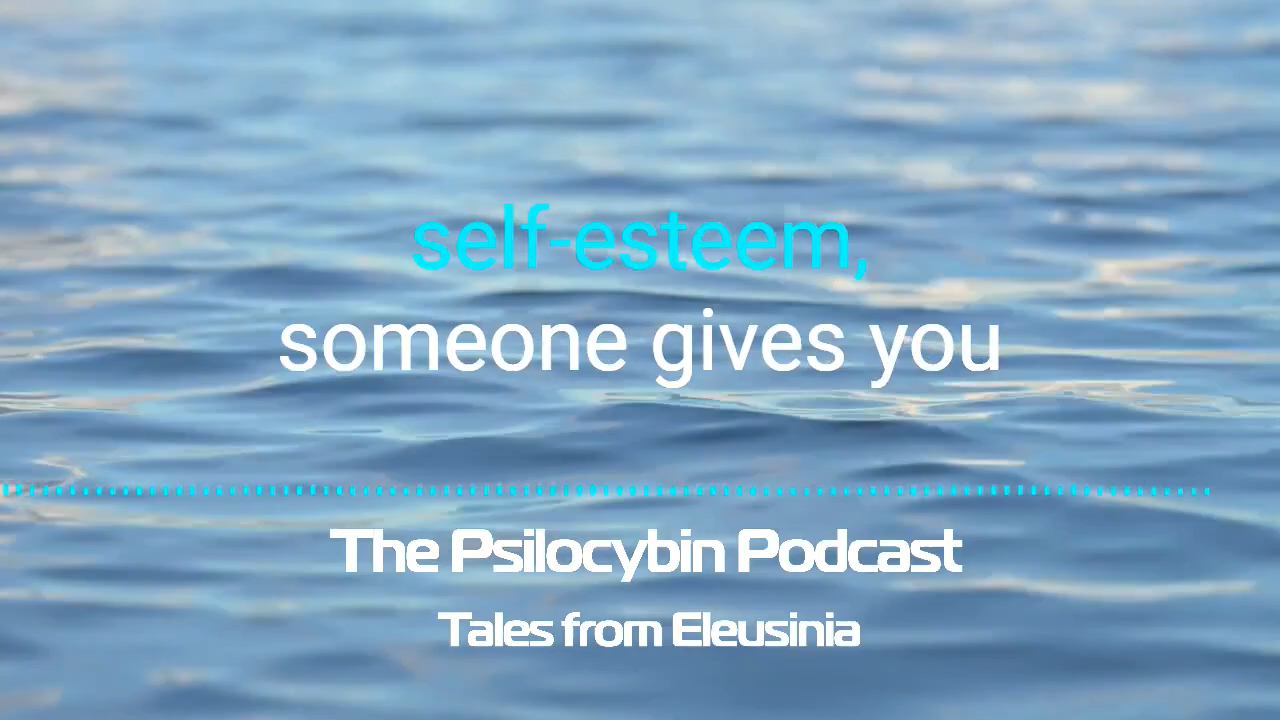 self-esteem,
someone gives you
The Psilocybin Podcast
Tales from Eleusinia